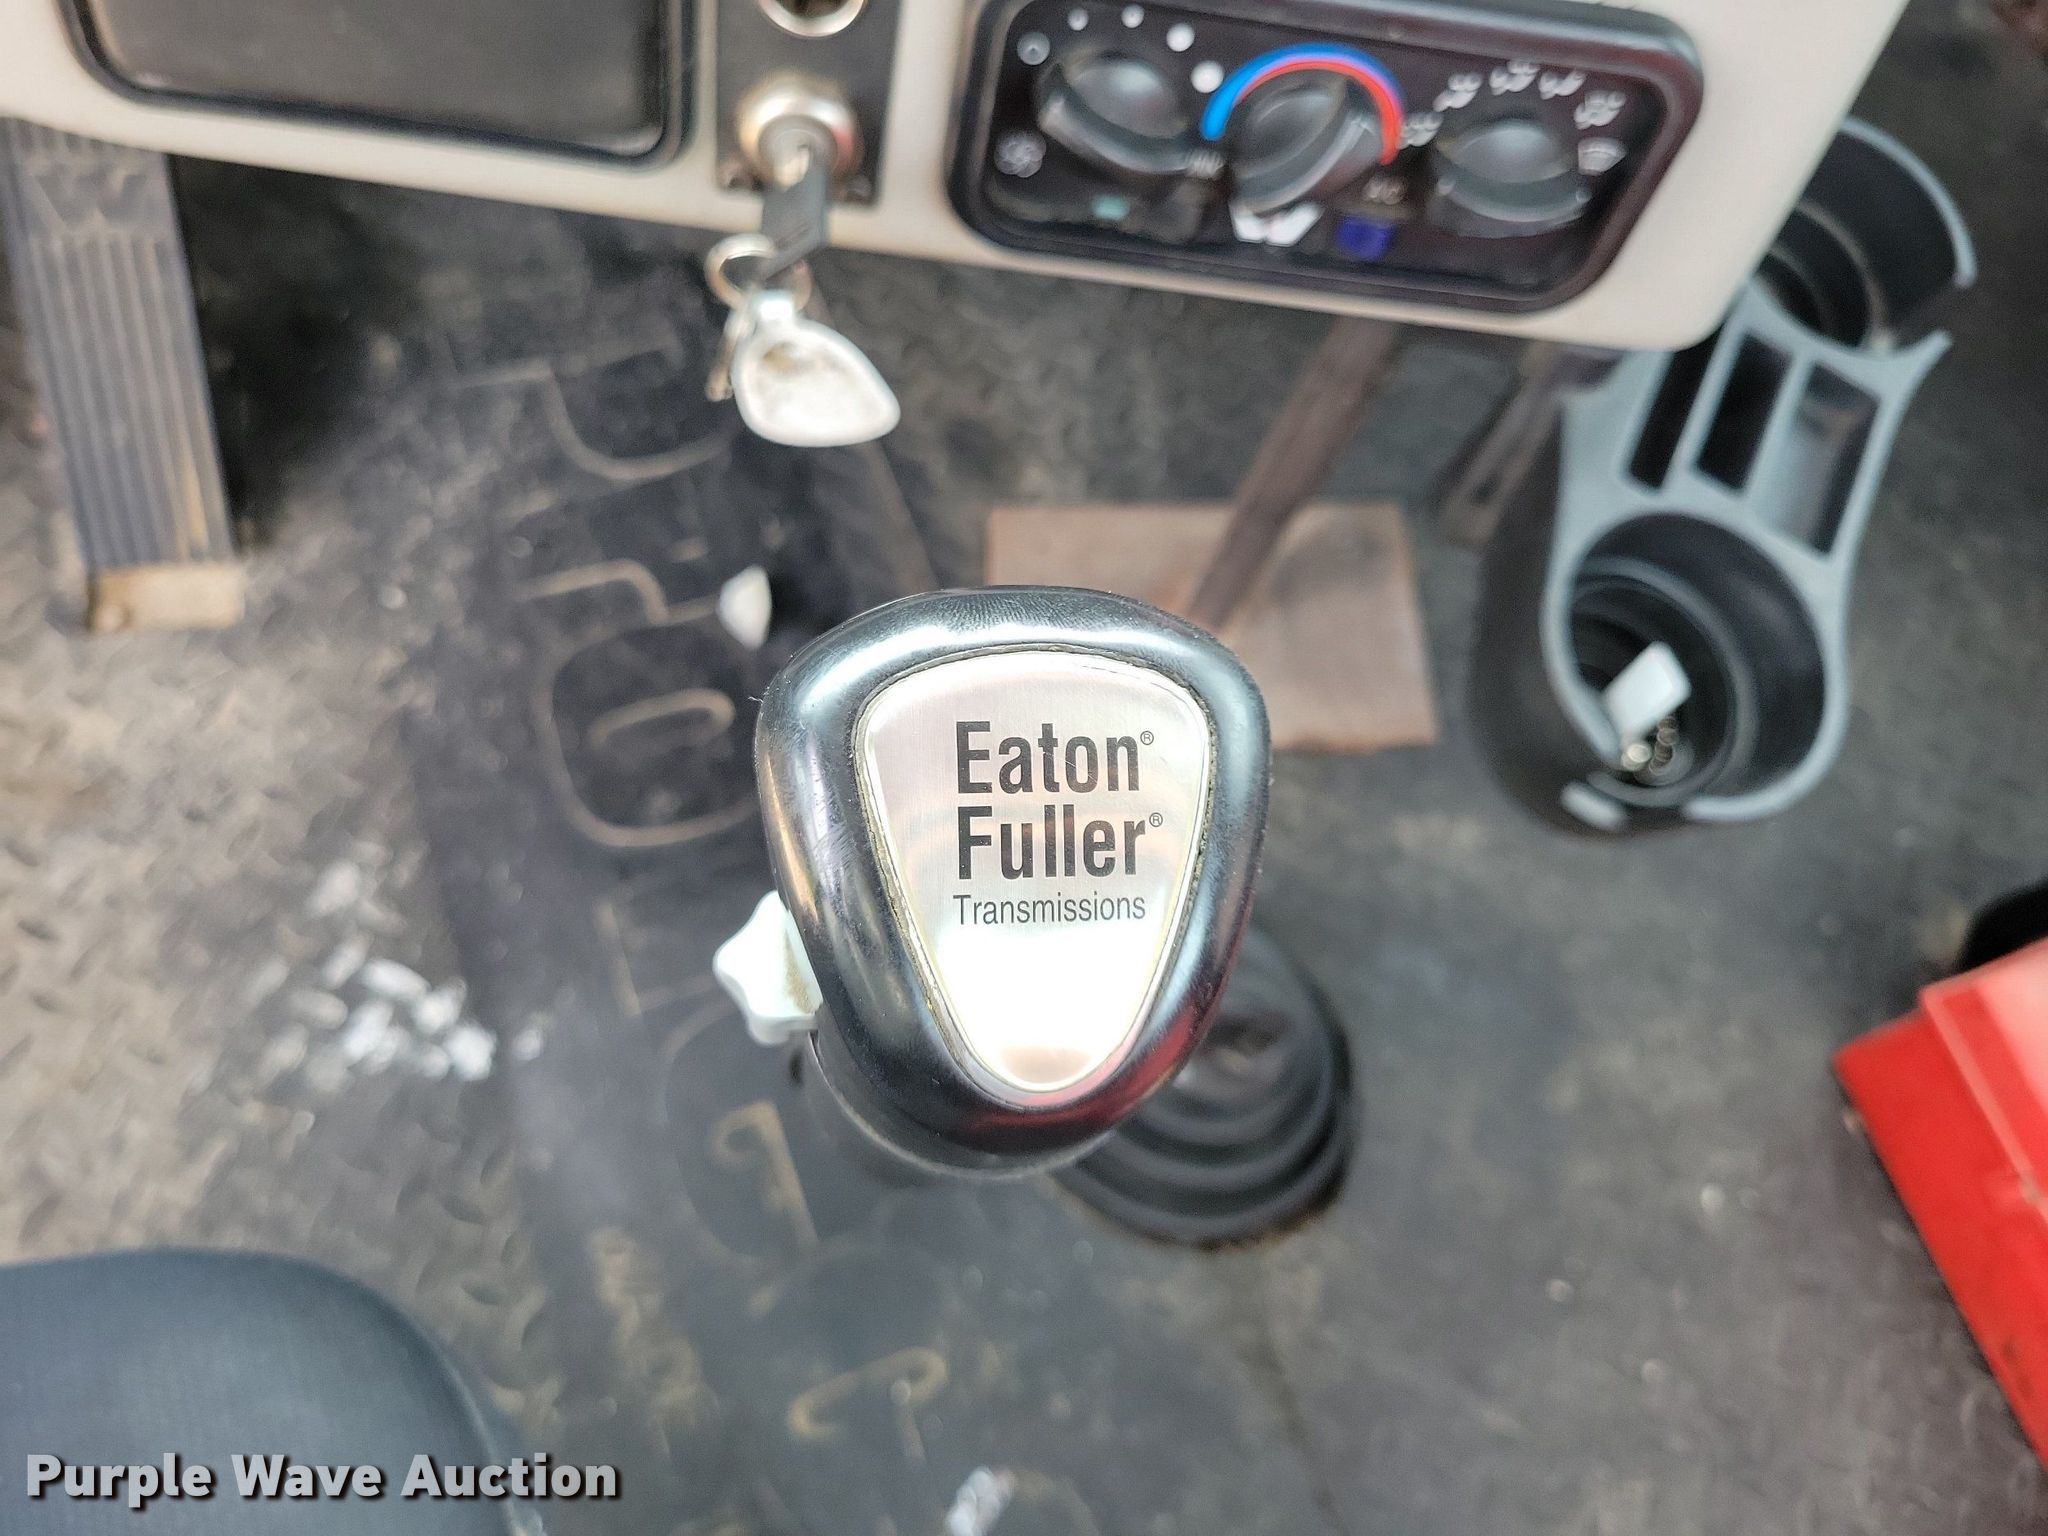 Eaton®
Fuller®
Transmissions
Purple Wave Auction